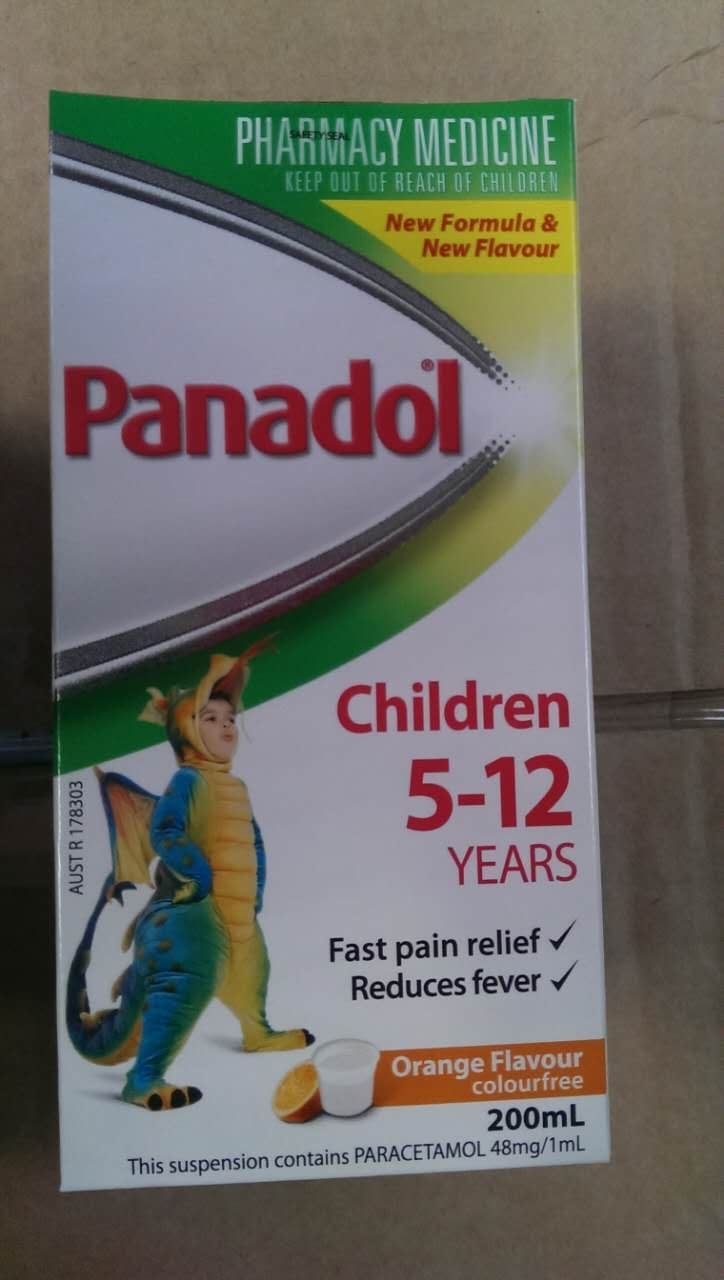 PHARMACY MEDICINE
SAFETY SEAL
KEEP OUT OF REACH OF CHILDREN
New Formula &
New Flavour
Panadol®
Children
5-12
YEARS
AUST R 178303
Fast pain relief ✓
Reduces fever ✓
Orange Flavour
colourfree
200mL
This suspension contains PARACETAMOL 48mg/1mL